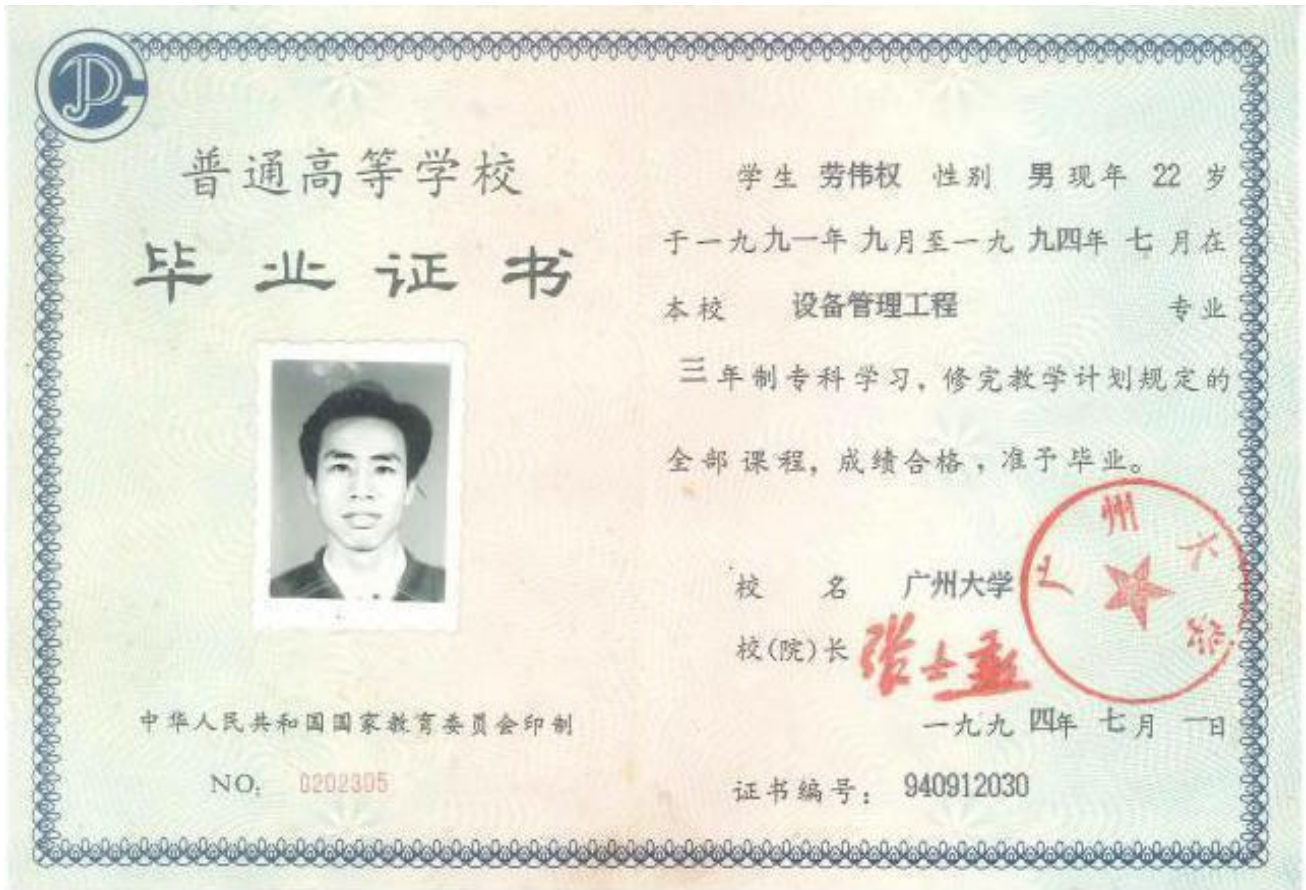 普通高等学校
毕业证书
中华人民共和国国家教育委员会印制
NO: 0202305
学生 劳伟权 性别 男 现年 22 岁
于一九九一年 九月至一九九四年 七月在
本校 设备管理工程 专业
三年制专科学习，修完教学计划规定的
全部课程，成绩合格，准予毕业。
校 名 广州大学
校(院)长
一九九四年 七月 一日
证书编号： 940912030